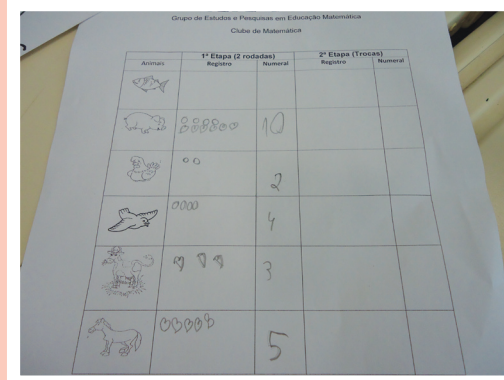 Grupo de Estudos e Pesquisas em Educação Matemática
Clube de Matemática
1ª Etapa (2 rodadas) 2ª Etapa (Trocas)
Animais Registro Numeral Registro Numeral
10
2
4
3
5